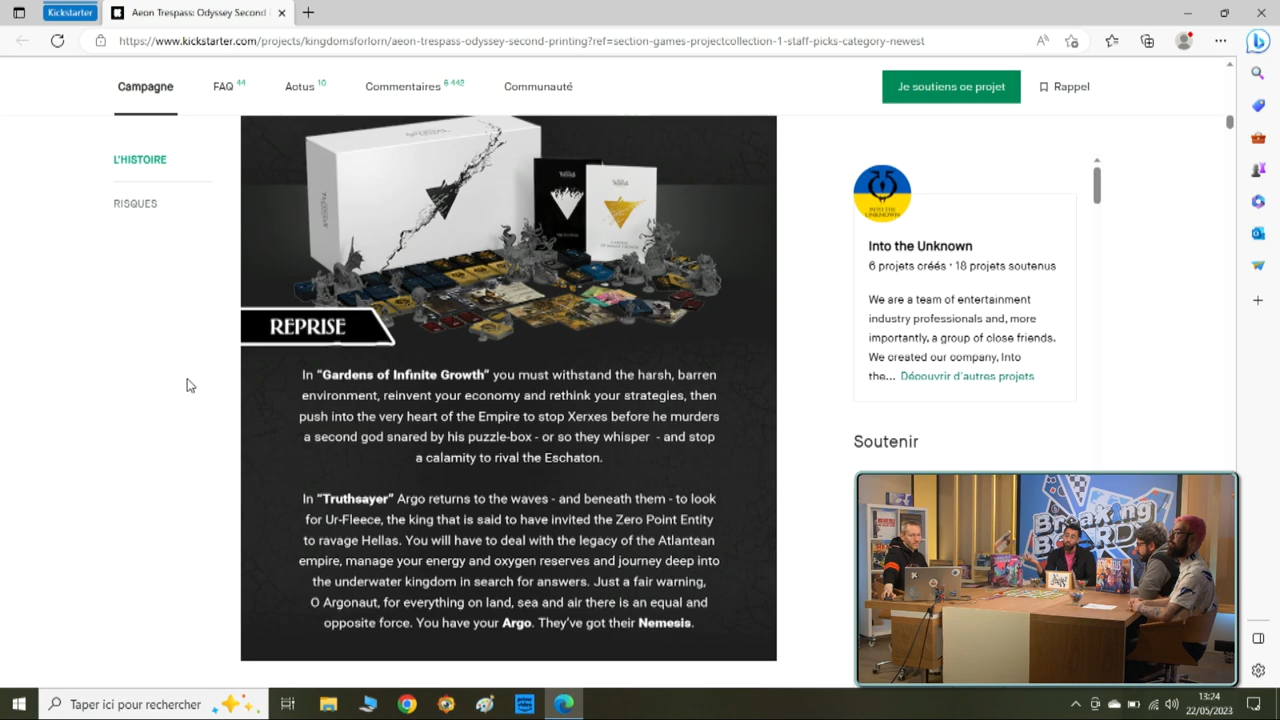 Kickstarter
Aeon Trespass: Odyssey Second
https://www.kickstarter.com/projects/kingdomsforlorn/aeon-trespass-odyssey-second-printing?ref=section-games-projectcollection-1-staff-picks-category-newest
Campagne
FAQ 44
Actus 10
Commentaires 6 442
Communauté
Je soutiens ce projet
Rappel
L'HISTOIRE
RISQUES
REPRISE
In “Gardens of Infinite Growth” you must withstand the harsh, barren
environment, reinvent your economy and rethink your strategies, then
push into the very heart of the Empire to stop Xerxes before he murders
a second god snared by his puzzle-box - or so they whisper - and stop
a calamity to rival the Eschaton.
In “Truthsayer” Argo returns to the waves - and beneath them - to look
for Ur-Fleece, the king that is said to have invited the Zero Point Entity
to ravage Hellas. You will have to deal with the legacy of the Atlantean
empire, manage your energy and oxygen reserves and journey deep into
the underwater kingdom in search for answers. Just a fair warning,
O Argonaut, for everything on land, sea and air there is an equal and
opposite force. You have your Argo. They've got their Nemesis.
INTO THE
UNKNOWN
Into the Unknown
6 projets créés · 18 projets soutenus
We are a team of entertainment
industry professionals and, more
importantly, a group of close friends.
We created our company, Into
the... Découvrir d'autres projets
Soutenir
Breaking
BOARD
Taper ici pour rechercher
13:24
22/05/2023